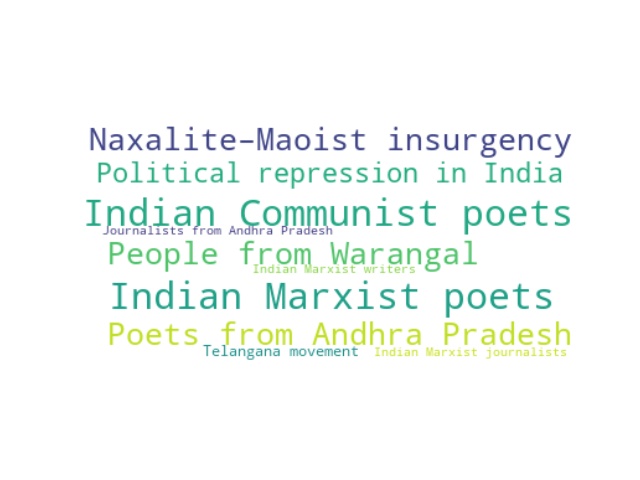 Naxalite–Maoist insurgency
Political repression in India
Indian Communist poets
Journalists from Andhra Pradesh
People from Warangal
Indian Marxist writers
Indian Marxist poets
Poets from Andhra Pradesh
Telangana movement
Indian Marxist journalists